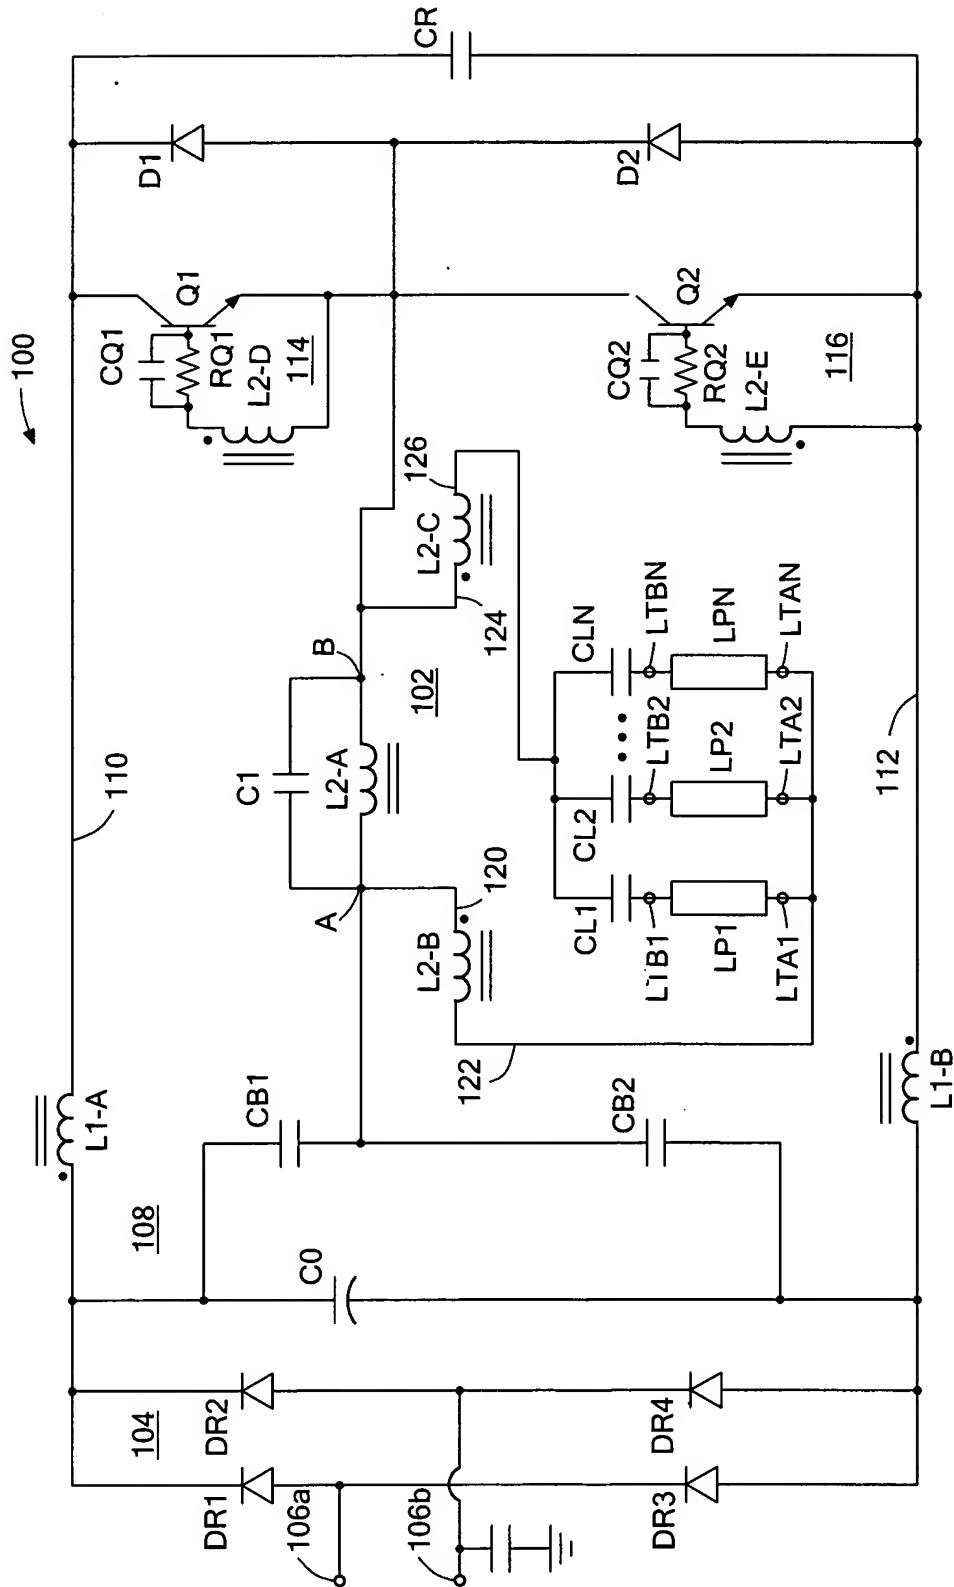 100
CR
D1
D2
Q1
CQ1
RQ1
L2-D
114
Q2
CQ2
RQ2
L2-E
116
110
126
L2-C
124
B
102
C1
L2-A
A
120
L2-B
122
CLN
LTBN
LPN
LTAN
CL2
LTB2
LP2
LTA2
CL1
LTB1
LP1
LTA1
112
L1-A
L1-B
CB1
CB2
108
C0
104
DR2
DR4
DR1
DR3
106a
106b